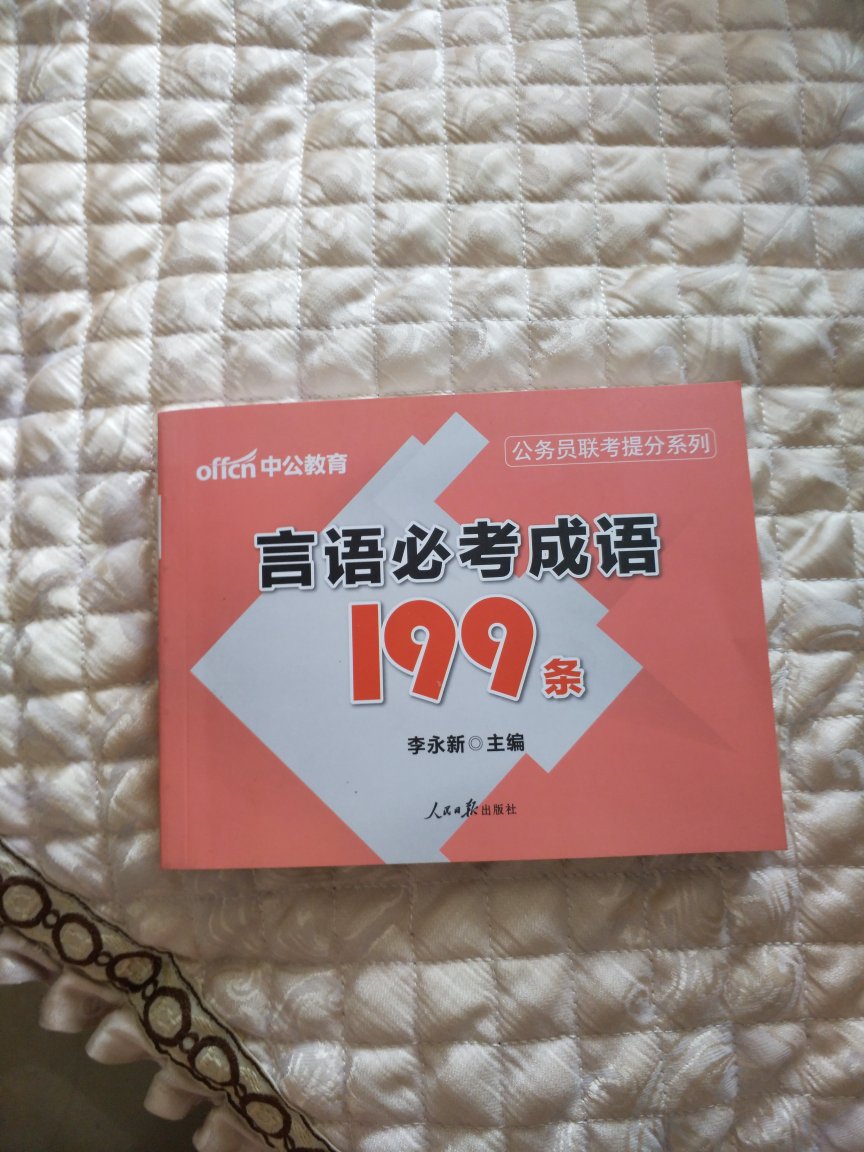 offcn中公教育
公务员联考提分系列
言语必考成语
199条
李永新◎主编
人民日报出版社